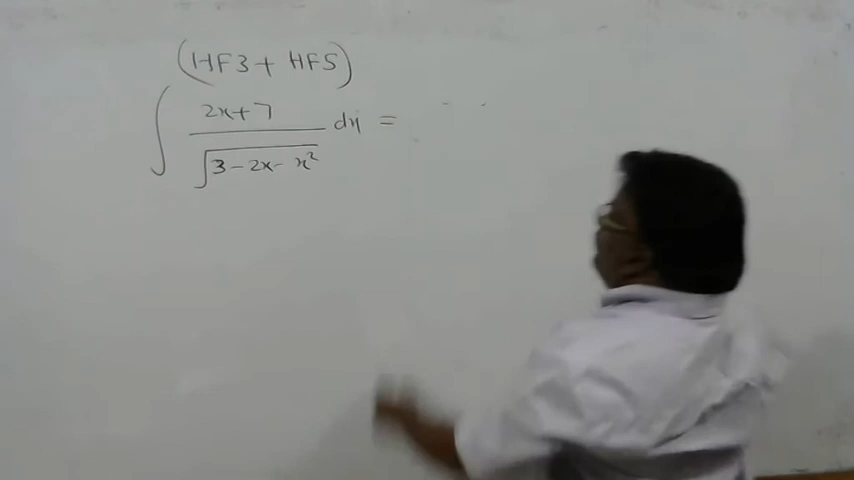 (HF3 + HF5)
∫ (2x+7)/√(3-2x-x²) dx =